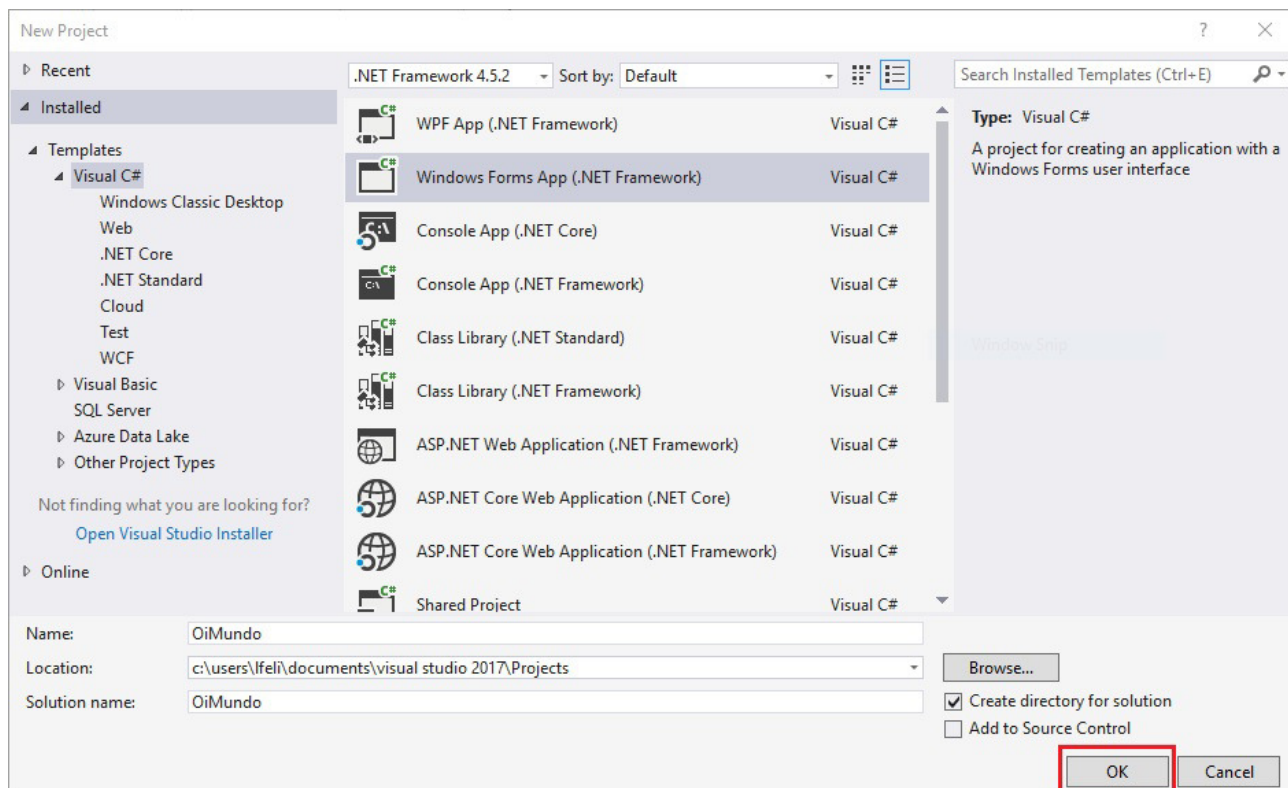 New Project
?
Recent
Installed
Templates
Visual C#
Windows Classic Desktop
Web
.NET Core
.NET Standard
Cloud
Test
WCF
Visual Basic
SQL Server
Azure Data Lake
Other Project Types
Not finding what you are looking for?
Open Visual Studio Installer
Online
.NET Framework 4.5.2 Sort by: Default
WPF App (.NET Framework) Visual C#
Windows Forms App (.NET Framework) Visual C#
Console App (.NET Core) Visual C#
Console App (.NET Framework) Visual C#
Class Library (.NET Standard) Visual C#
Class Library (.NET Framework) Visual C#
ASP.NET Web Application (.NET Framework) Visual C#
ASP.NET Core Web Application (.NET Core) Visual C#
ASP.NET Core Web Application (.NET Framework) Visual C#
Shared Project Visual C#
Search Installed Templates (Ctrl+E)
Type: Visual C#
A project for creating an application with a
Windows Forms user interface
Window Snip
Name: OiMundo
Location: c:\users\lfeli\documents\visual studio 2017\Projects
Browse...
Solution name: OiMundo
Create directory for solution
Add to Source Control
OK Cancel